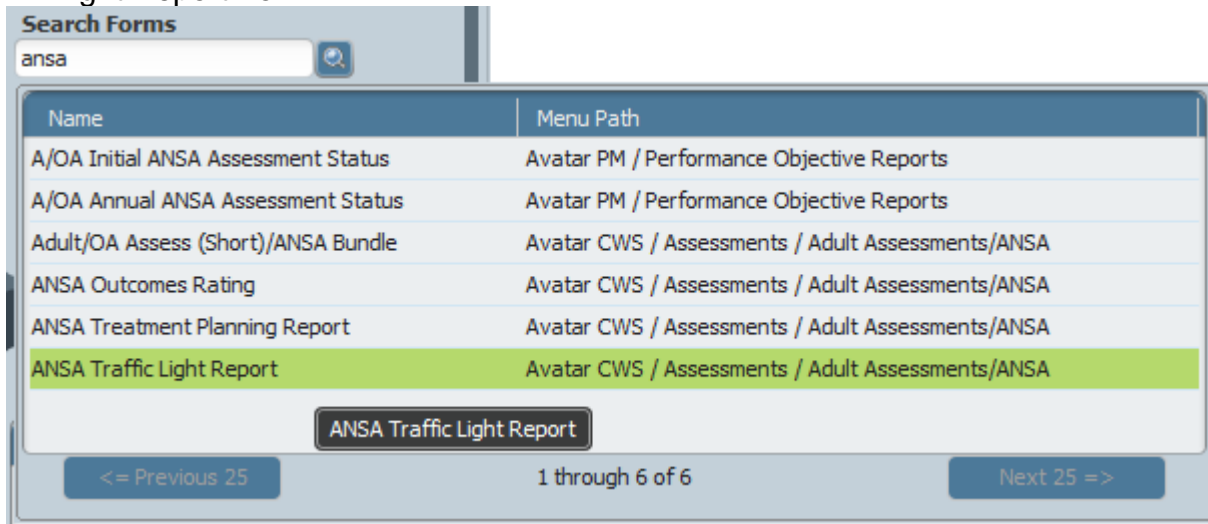 Search Forms
ansa
Name Menu Path
A/OA Initial ANSA Assessment Status Avatar PM / Performance Objective Reports
A/OA Annual ANSA Assessment Status Avatar PM / Performance Objective Reports
Adult/OA Assess (Short)/ANSA Bundle Avatar CWS / Assessments / Adult Assessments/ANSA
ANSA Outcomes Rating Avatar CWS / Assessments / Adult Assessments/ANSA
ANSA Treatment Planning Report Avatar CWS / Assessments / Adult Assessments/ANSA
ANSA Traffic Light Report Avatar CWS / Assessments / Adult Assessments/ANSA
ANSA Traffic Light Report
<= Previous 25 1 through 6 of 6 Next 25 =>